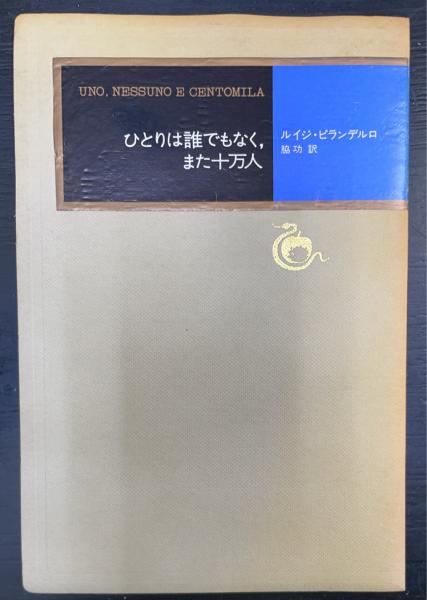 UNO, NESSUNO E CENTOMILA
ひとりは誰でもなく,
また十万人
ルイジ・ピランデルロ
脇功 訳